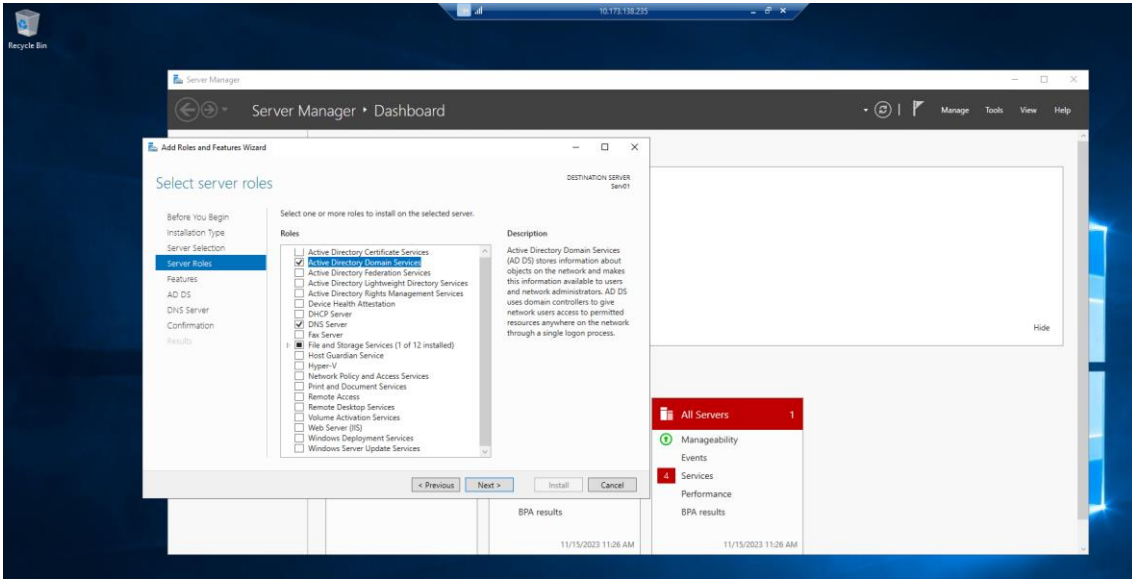 10.173.138.235
Recycle Bin
Server Manager
Server Manager • Dashboard
Manage Tools View Help
Add Roles and Features Wizard
Select server roles
DESTINATION SERVER
Serv01
Before You Begin
Installation Type
Server Selection
Server Roles
Features
AD DS
DNS Server
Confirmation
Results
Select one or more roles to install on the selected server.
Roles
Active Directory Certificate Services
Active Directory Domain Services
Active Directory Federation Services
Active Directory Lightweight Directory Services
Active Directory Rights Management Services
Device Health Attestation
DHCP Server
DNS Server
Fax Server
File and Storage Services (1 of 12 installed)
Host Guardian Service
Hyper-V
Network Policy and Access Services
Print and Document Services
Remote Access
Remote Desktop Services
Volume Activation Services
Web Server (IIS)
Windows Deployment Services
Windows Server Update Services
Description
Active Directory Domain Services
(AD DS) stores information about
objects on the network and makes
this information available to users
and network administrators. AD DS
uses domain controllers to give
network users access to permitted
resources anywhere on the network
through a single logon process.
< Previous Next > Install Cancel
Hide
BPA results
11/15/2023 11:26 AM
All Servers 1
Manageability
Events
4 Services
Performance
BPA results
11/15/2023 11:26 AM